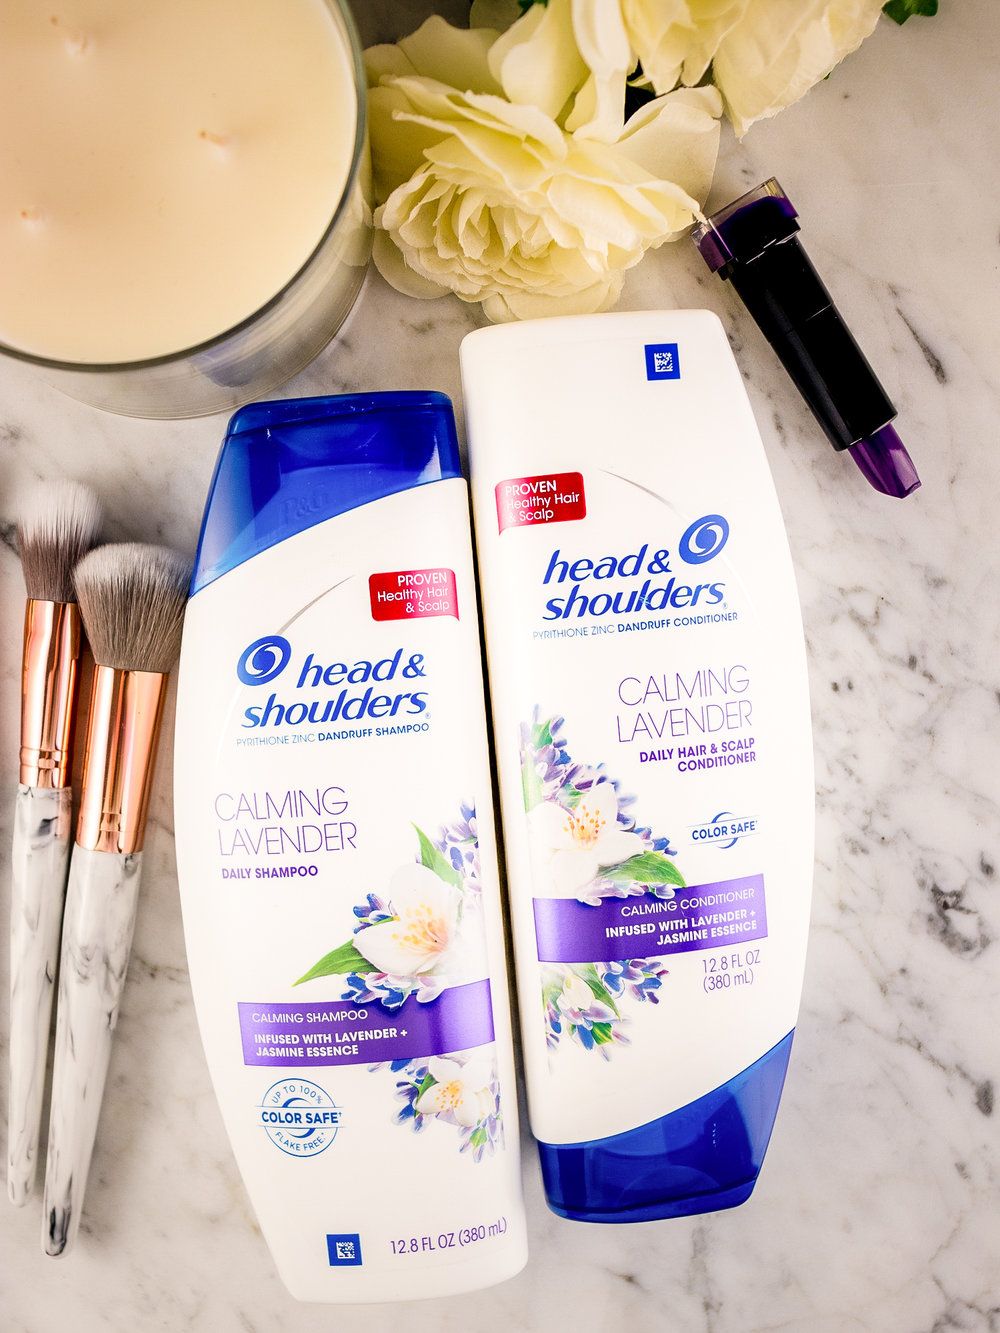 PROVEN
Healthy Hair
& Scalp
head &
shoulders®
PYRITHIONE ZINC DANDRUFF SHAMPOO
CALMING
LAVENDER
DAILY SHAMPOO
CALMING SHAMPOO
INFUSED WITH LAVENDER +
JASMINE ESSENCE
UP TO 100%
COLOR SAFE†
FLAKE FREE*
12.8 FL OZ (380 mL)
PROVEN
Healthy Hair
& Scalp
head &
shoulders®
PYRITHIONE ZINC DANDRUFF CONDITIONER
CALMING
LAVENDER
DAILY HAIR & SCALP
CONDITIONER
COLOR SAFE†
CALMING CONDITIONER
INFUSED WITH LAVENDER +
JASMINE ESSENCE
12.8 FL OZ
(380 mL)